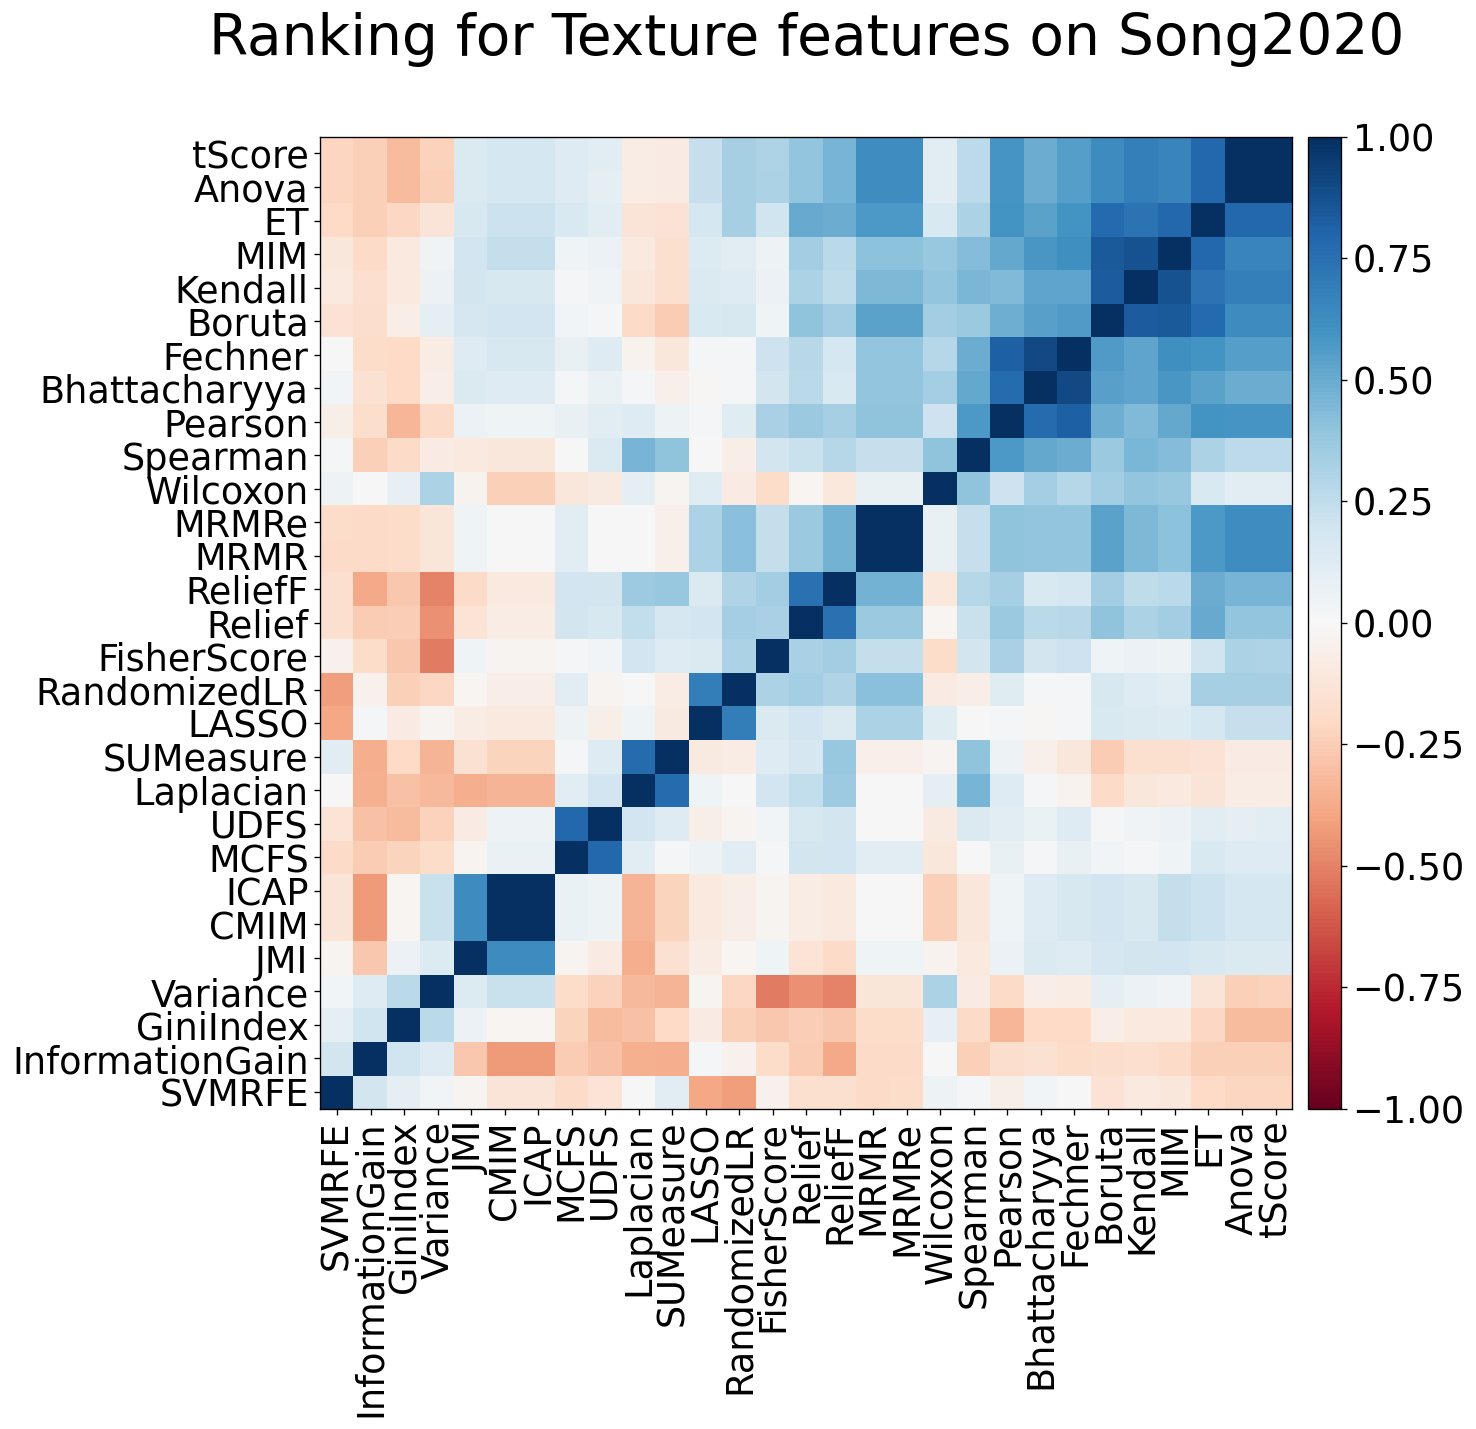 Ranking for Texture features on Song2020
tScore
Anova
ET
MIM
Kendall
Boruta
Fechner
Bhattacharyya
Pearson
Spearman
Wilcoxon
MRMRe
MRMR
ReliefF
Relief
FisherScore
RandomizedLR
LASSO
SUMeasure
Laplacian
UDFS
MCFS
ICAP
CMIM
JMI
Variance
GiniIndex
InformationGain
SVMRFE
SVMRFE
InformationGain
GiniIndex
Variance
JMI
CMIM
ICAP
MCFS
UDFS
Laplacian
SUMeasure
LASSO
RandomizedLR
FisherScore
Relief
ReliefF
MRMR
MRMRe
Wilcoxon
Spearman
Pearson
Bhattacharyya
Fechner
Boruta
Kendall
MIM
ET
Anova
tScore
1.00
0.75
0.50
0.25
0.00
−0.25
−0.50
−0.75
−1.00